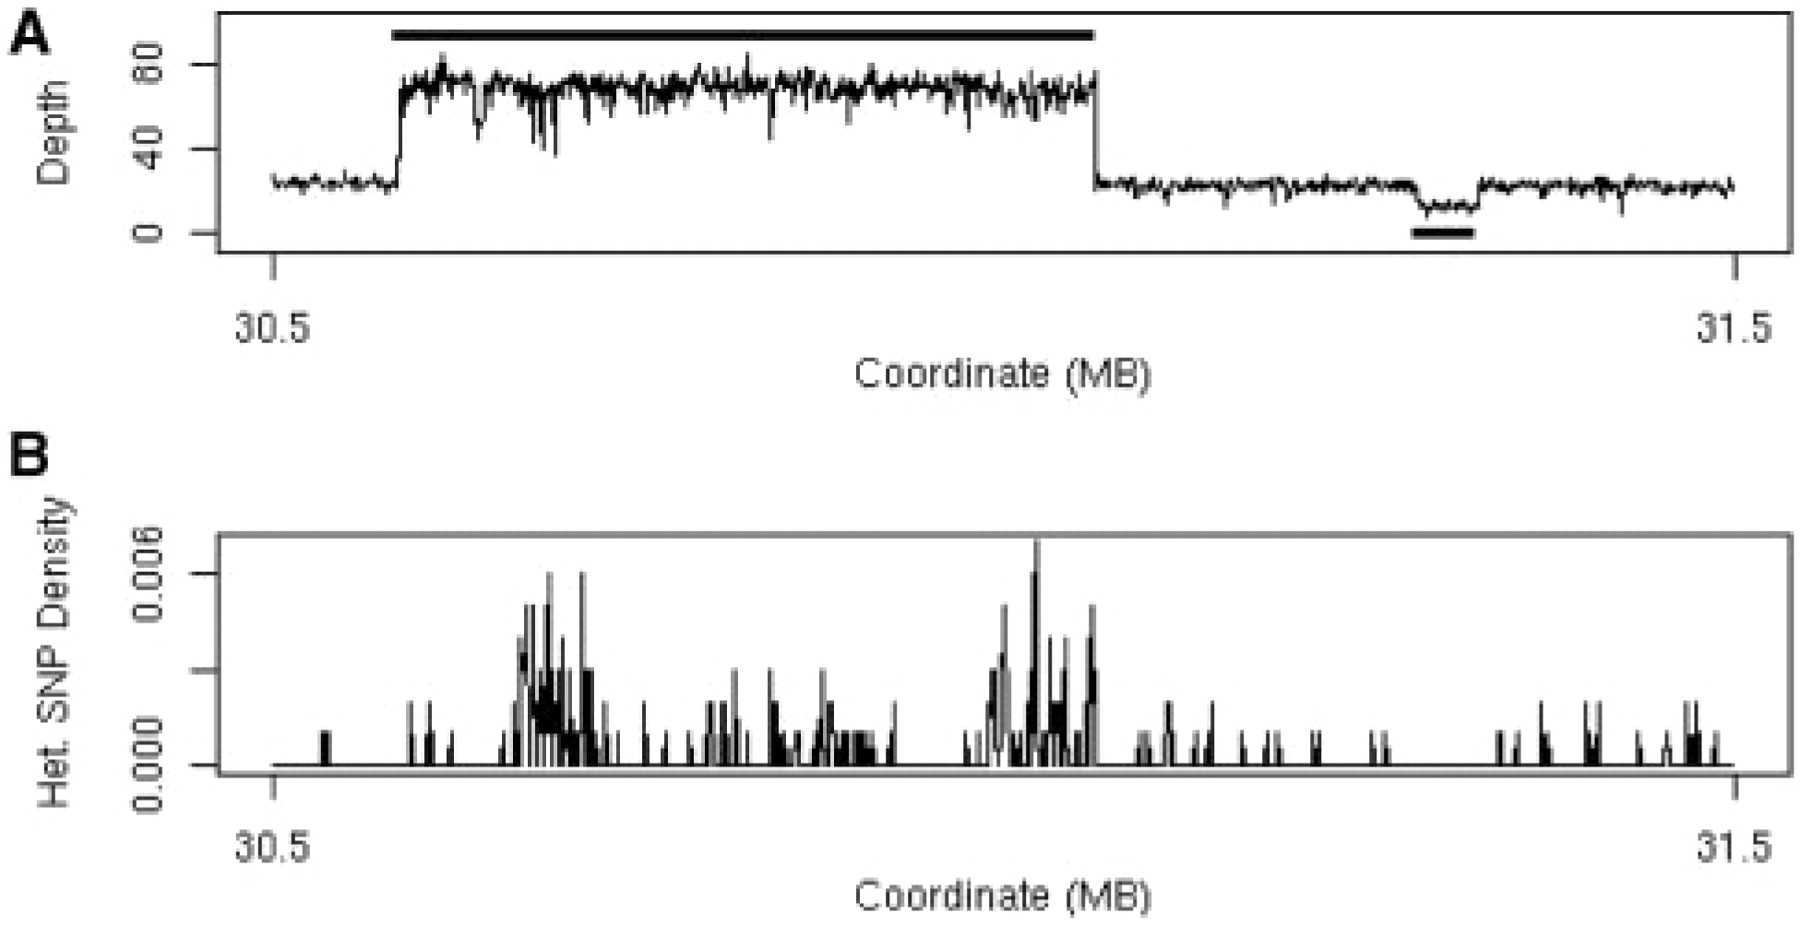 A
Depth
80
40
0
30.5
31.5
Coordinate (MB)
B
Het. SNP Density
0.006
0.000
30.5
31.5
Coordinate (MB)